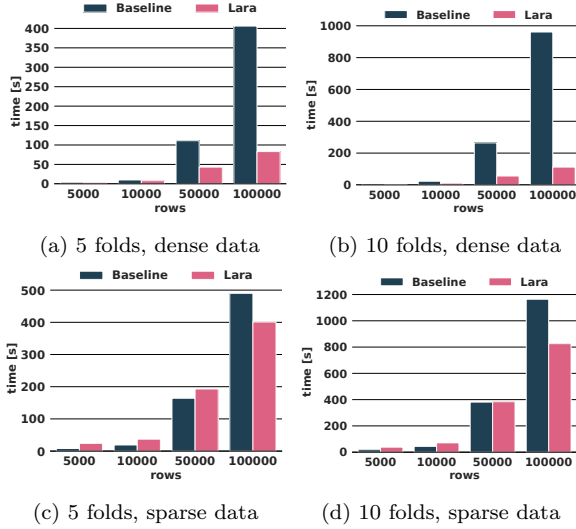 Baseline Lara
time [s]
400
350
300
250
200
150
100
50
0
5000 10000 50000 100000
rows
(a) 5 folds, dense data
Baseline Lara
time [s]
1000
800
600
400
200
0
5000 10000 50000 100000
rows
(b) 10 folds, dense data
Baseline Lara
time [s]
500
400
300
200
100
0
5000 10000 50000 100000
rows
(c) 5 folds, sparse data
Baseline Lara
time [s]
1200
1000
800
600
400
200
0
5000 10000 50000 100000
rows
(d) 10 folds, sparse data